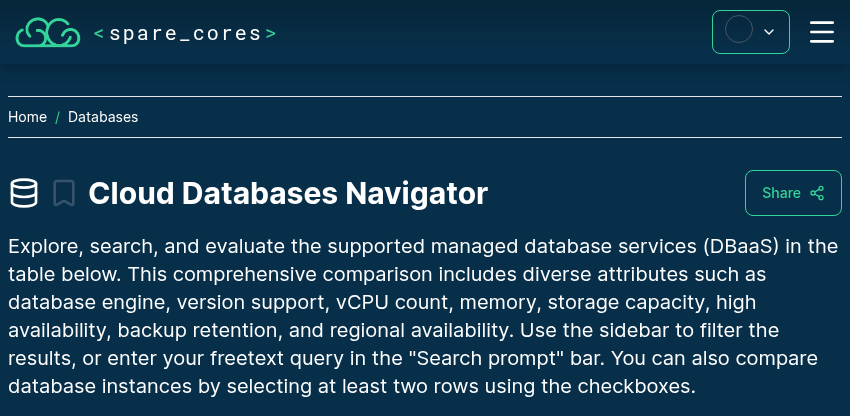 <spare_cores>
Home / Databases
Cloud Databases Navigator
Share
Explore, search, and evaluate the supported managed database services (DBaaS) in the
table below. This comprehensive comparison includes diverse attributes such as
database engine, version support, vCPU count, memory, storage capacity, high
availability, backup retention, and regional availability. Use the sidebar to filter the
results, or enter your freetext query in the "Search prompt" bar. You can also compare
database instances by selecting at least two rows using the checkboxes.